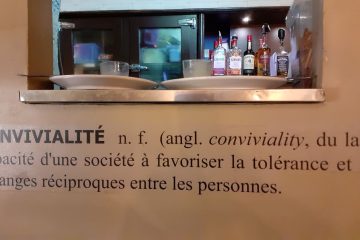 NVIVIALITÉ n. f. (angl. conviviality, du la
pacité d'une société à favoriser la tolérance et
anges réciproques entre les personnes.